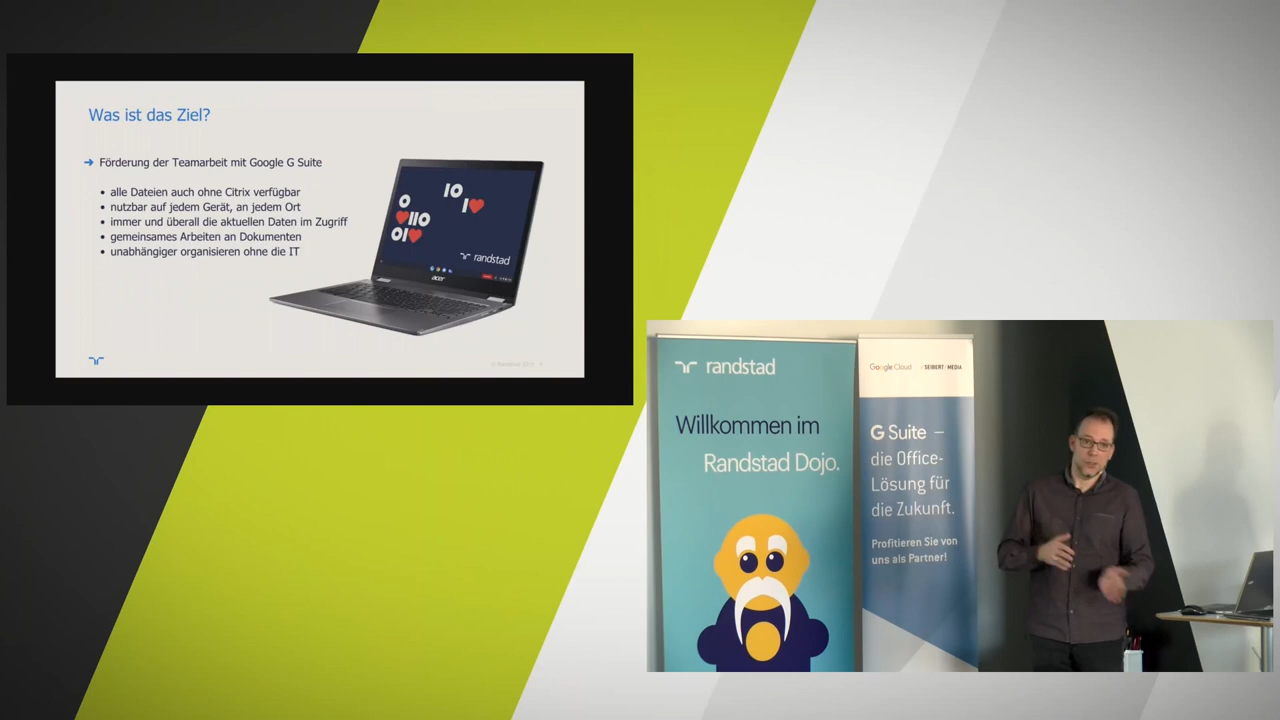 Was ist das Ziel?
➔ Förderung der Teamarbeit mit Google G Suite
• alle Dateien auch ohne Citrix verfügbar
• nutzbar auf jedem Gerät, an jedem Ort
• immer und überall die aktuellen Daten im Zugriff
• gemeinsames Arbeiten an Dokumenten
• unabhängiger organisieren ohne die IT
randstad
acer
randstad
Willkommen im
Randstad Dojo.
Google Cloud /SEIBERT/MEDIA
G Suite –
die Office-
Lösung für
die Zukunft.
Profitieren Sie von
uns als Partner!